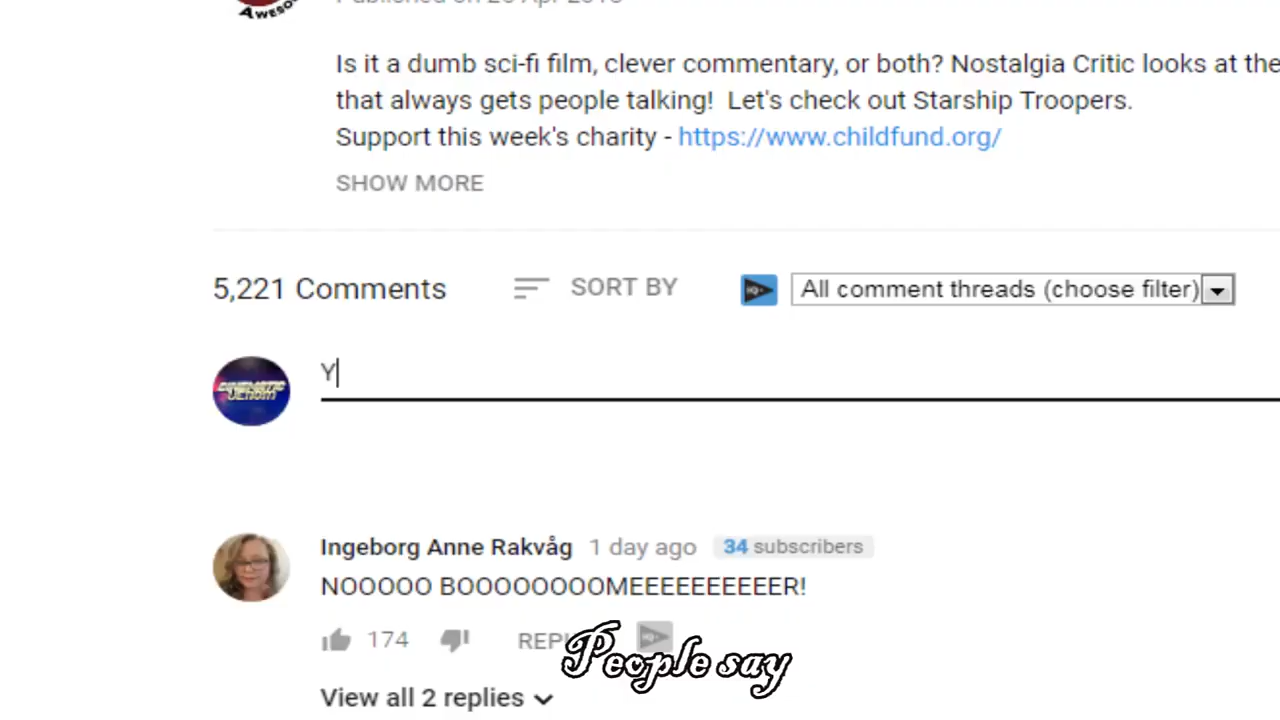 AWESO
Is it a dumb sci-fi film, clever commentary, or both? Nostalgia Critic looks at the
that always gets people talking!  Let's check out Starship Troopers.
Support this week's charity - https://www.childfund.org/
SHOW MORE
5,221 Comments SORT BY All comment threads (choose filter)
Y
Ingeborg Anne Rakvåg 1 day ago 34 subscribers
NOOOOO BOOOOOOOOMEEEEEEEEEER!
174 REPL
People say
View all 2 replies